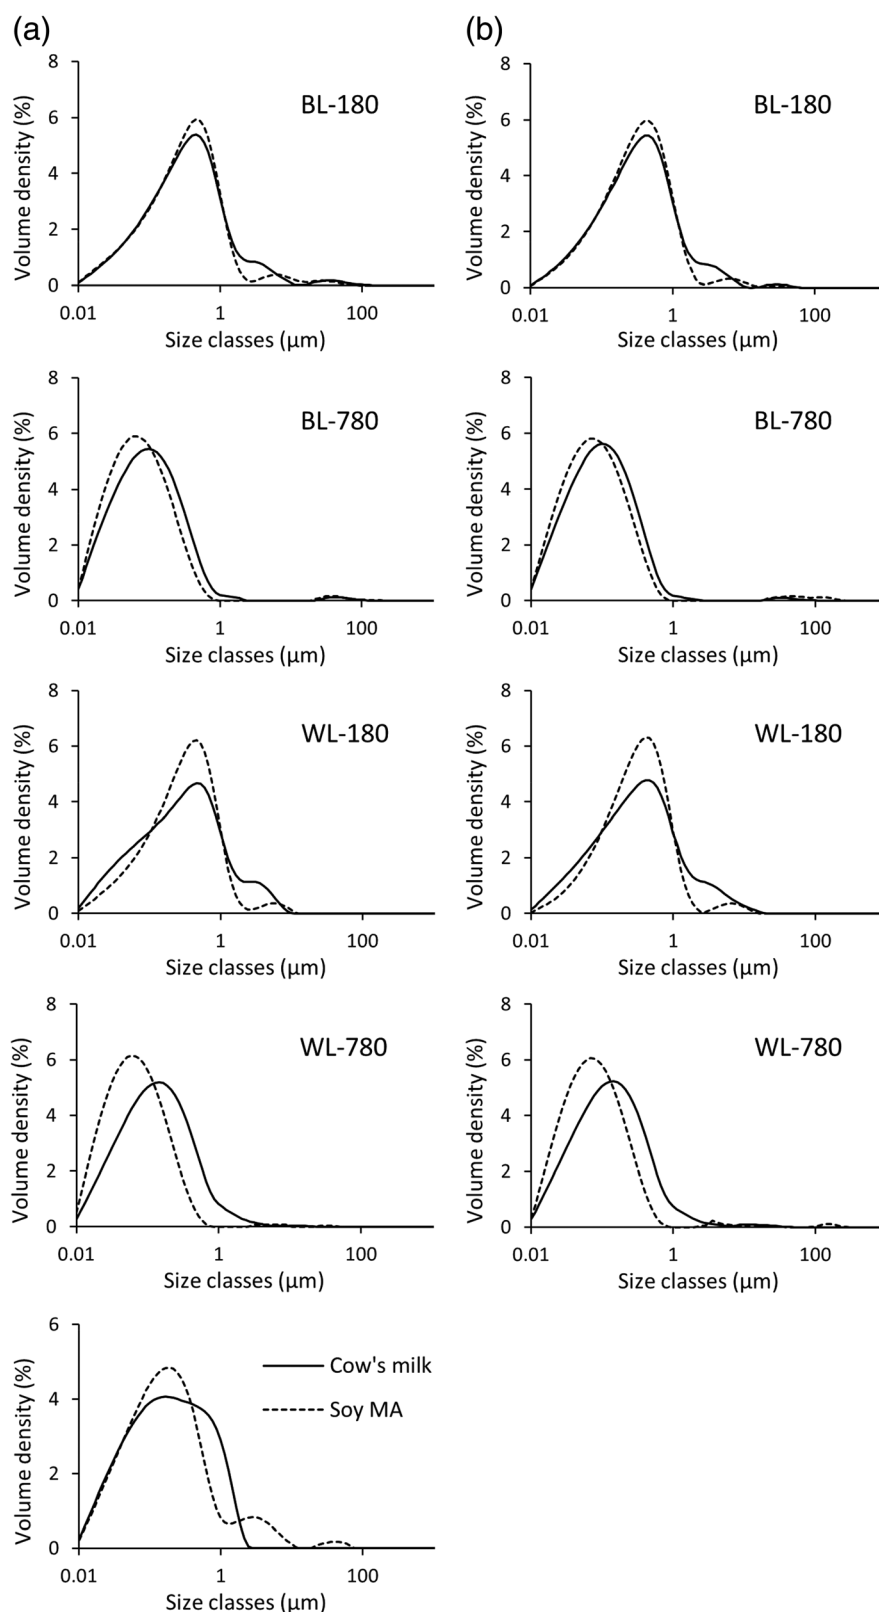 (a)
(b)
Volume density (%)
8
6
4
2
0
BL-180
0.01
1
100
Size classes (µm)
Volume density (%)
8
6
4
2
0
BL-180
0.01
1
100
Size classes (µm)
Volume density (%)
8
6
4
2
0
BL-780
0.01
1
100
Size classes (µm)
Volume density (%)
8
6
4
2
0
BL-780
0.01
1
100
Size classes (µm)
Volume density (%)
8
6
4
2
0
WL-180
0.01
1
100
Size classes (µm)
Volume density (%)
8
6
4
2
0
WL-180
0.01
1
100
Size classes (µm)
Volume density (%)
8
6
4
2
0
WL-780
0.01
1
100
Size classes (µm)
Volume density (%)
8
6
4
2
0
WL-780
0.01
1
100
Size classes (µm)
Volume density (%)
6
4
2
0
Cow's milk
Soy MA
0.01
1
100
Size classes (µm)